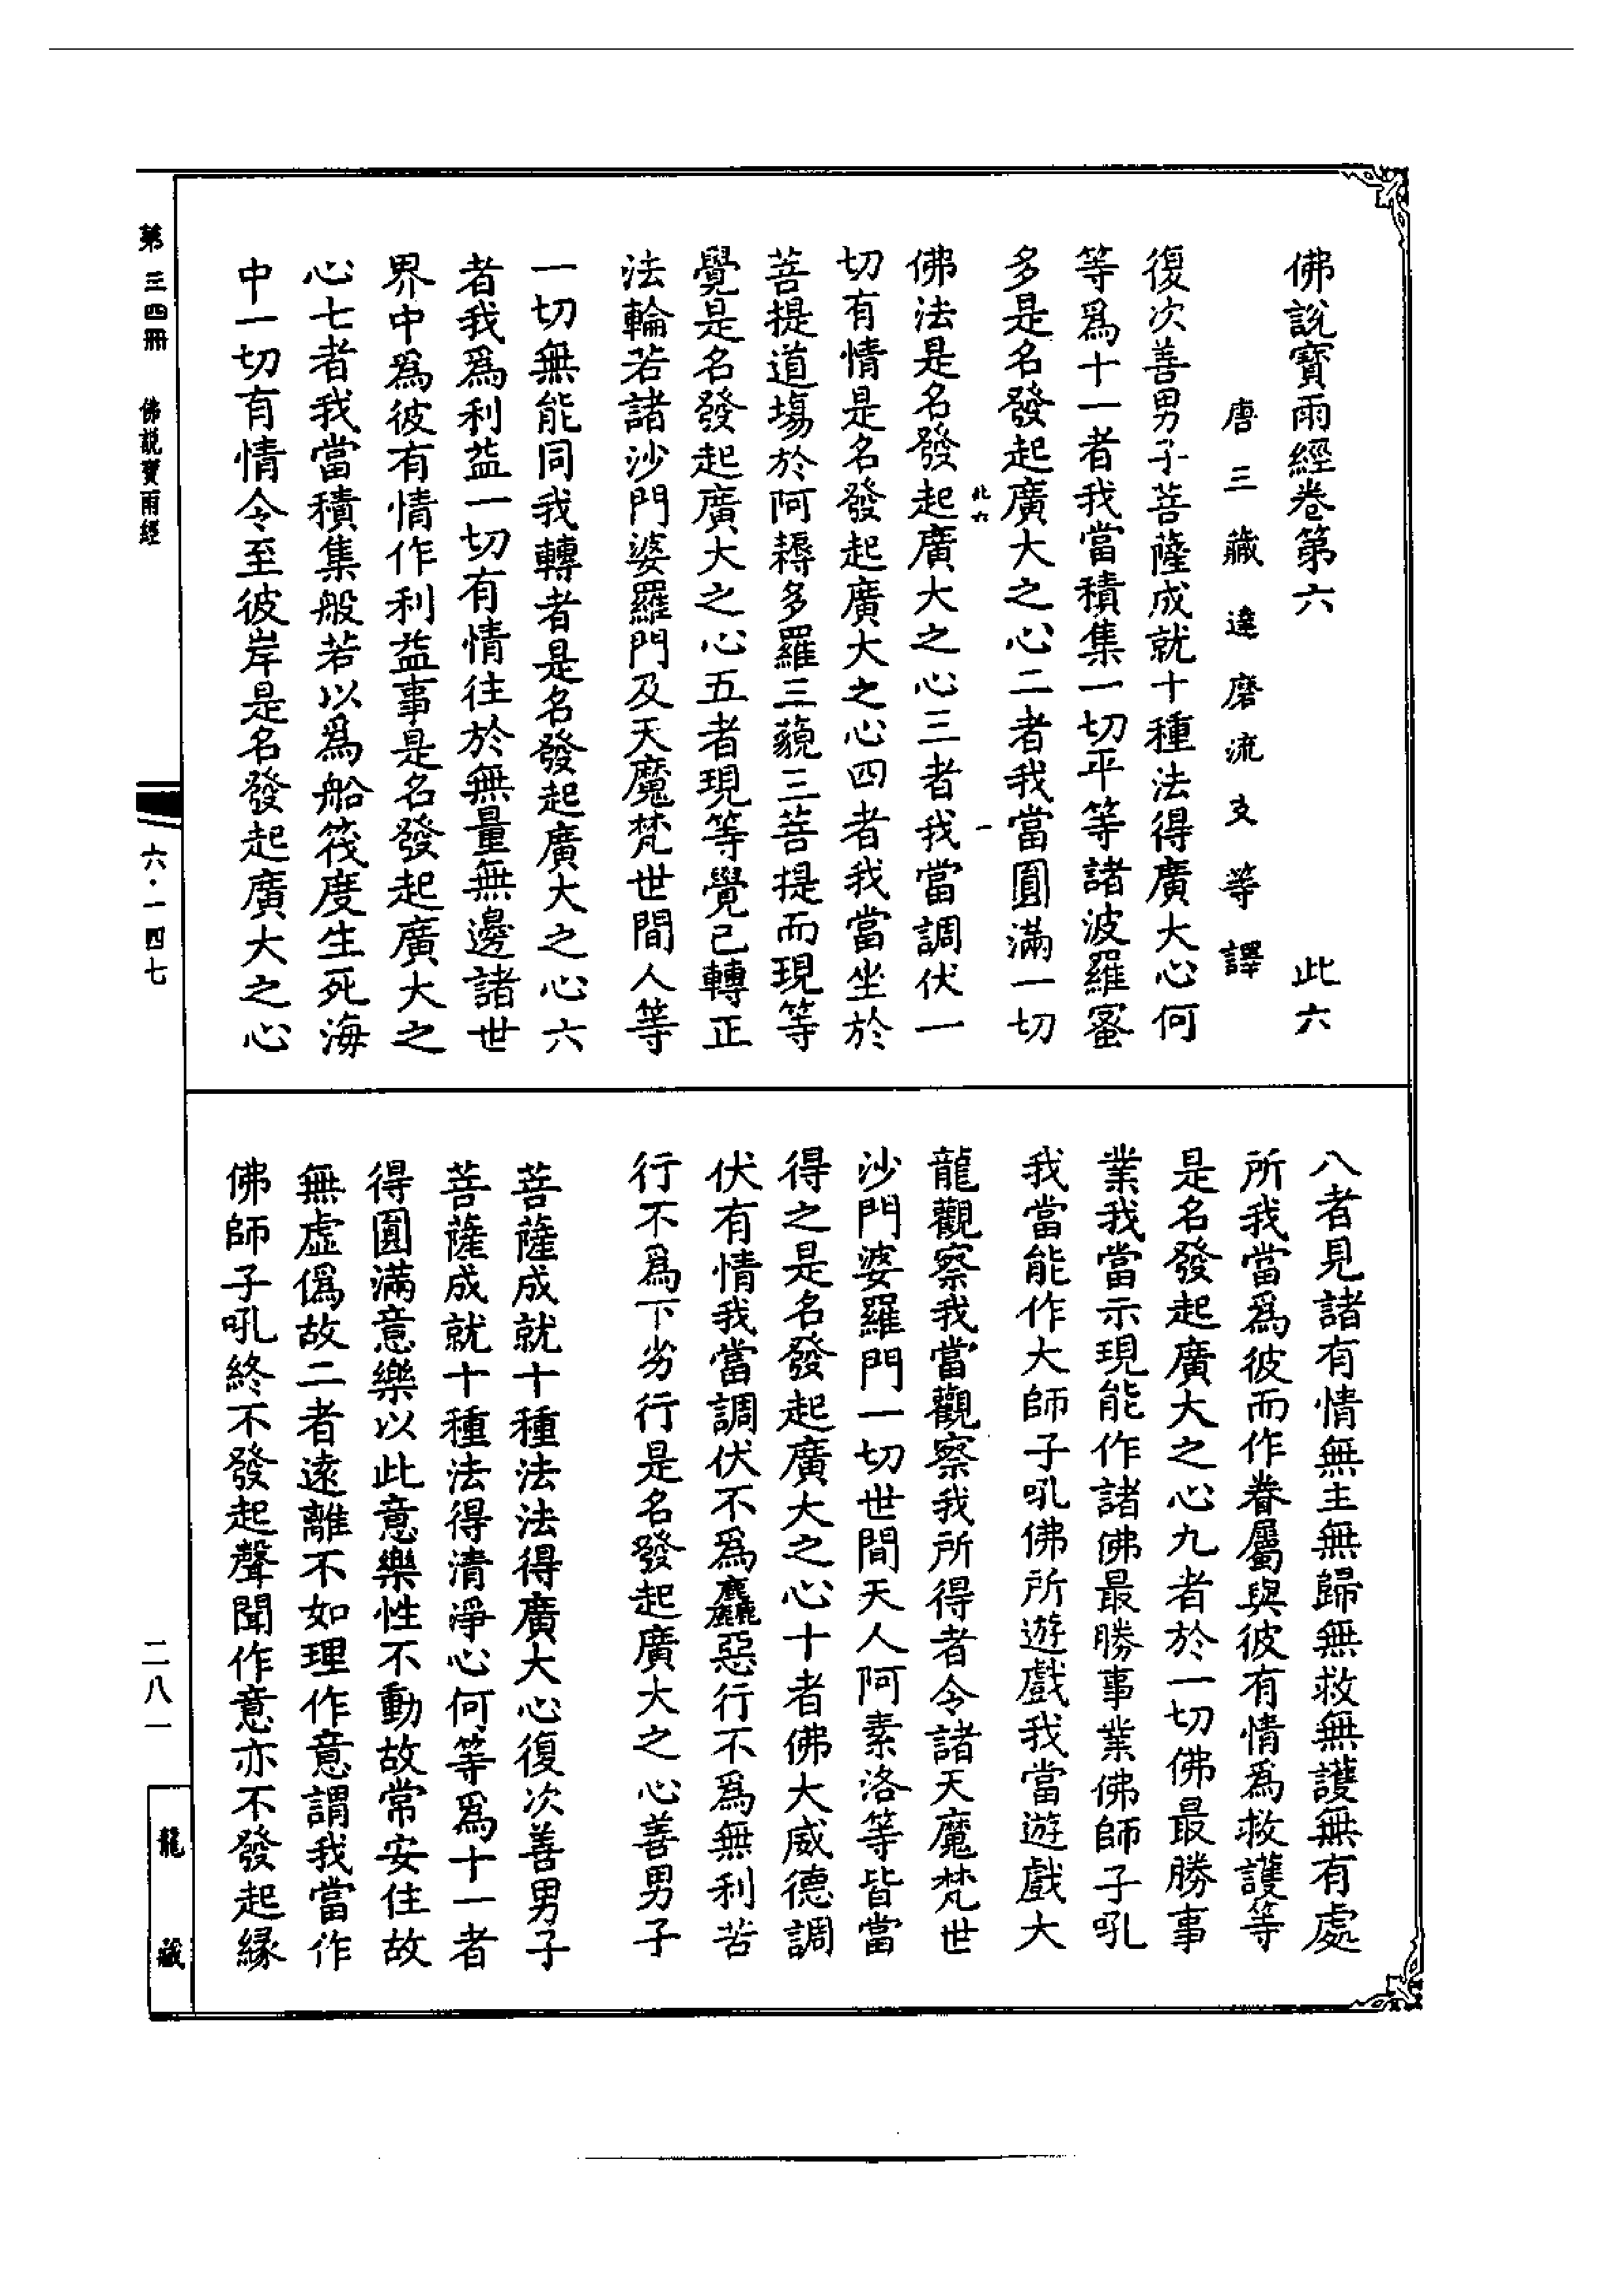 佛說寶雨經卷第六　此六
唐三藏達磨流支等譯
復次善男子菩薩成就十種法得廣大心何
等爲十一者我當積集一切平等諸波羅蜜
多是名發起廣大之心二者我當圓滿一切
此六　一
佛法是名發起廣大之心三者我當調伏一
切有情是名發起廣大之心四者我當坐於
菩提道場於阿耨多羅三藐三菩提而現等
覺是名發起廣大之心五者現等覺已轉正
法輪若諸沙門婆羅門及天魔梵世間人等
一切無能同我轉者是名發起廣大之心六
者我爲利益一切有情往於無量無邊諸世
界中爲彼有情作利益事是名發起廣大之
心七者我當積集般若以爲船筏度生死海
中一切有情令至彼岸是名發起廣大之心
八者見諸有情無主無歸無救無護無有處
所我當爲彼而作眷屬與彼有情爲救護等
是名發起廣大之心九者於一切佛最勝事
業我當示現能作諸佛最勝事業佛師子吼
我當能作大師子吼佛所遊戲我當遊戲大
龍觀察我當觀察我所得者令諸天魔梵世
沙門婆羅門一切世間天人阿素洛等皆當
得之是名發起廣大之心十者佛大威德調
伏有情我當調伏不爲麤惡行不爲無利苦
行不爲下劣行是名發起廣大之心善男子
菩薩成就十種法法得廣大心復次善男子
菩薩成就十種法得清淨心何等爲十一者
得圓滿意樂以此意樂性不動故常安住故
無虛僞故二者遠離不如理作意謂我當作
佛師子吼終不發起聲聞作意亦不發起緣
第三四冊　佛說寶雨經
六・一四七
二八一
龍藏